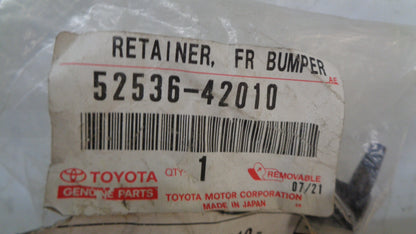 RETAINER, FR BUMPER
AE
52536-42010
TOYOTA
GENUINE PARTS
QTY
1
REMOVABLE
07/21
TOYOTA MOTOR CORPORATION
MADE IN JAPAN